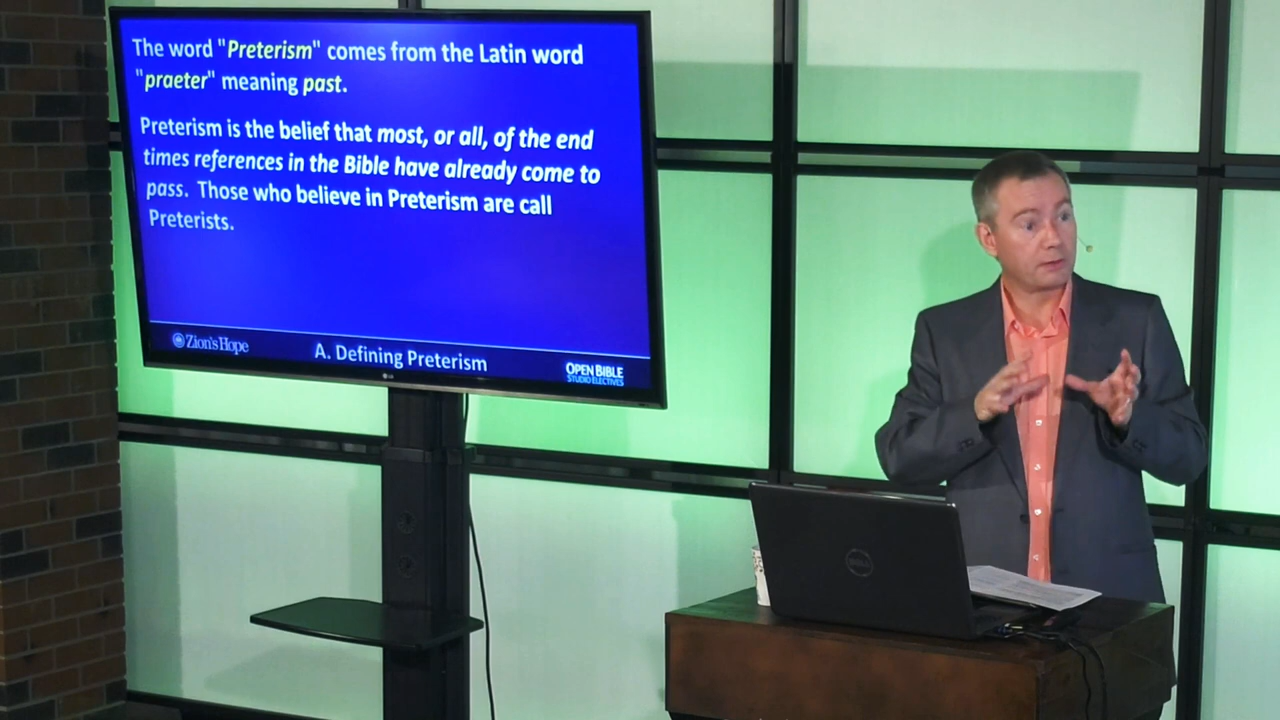 The word "Preterism" comes from the Latin word
"praeter" meaning past.
Preterism is the belief that most, or all, of the end
times references in the Bible have already come to
pass. Those who believe in Preterism are call
Preterists.
Zion's Hope
A. Defining Preterism
OPEN BIBLE
STUDIO ELECTIVES
LG
DELL